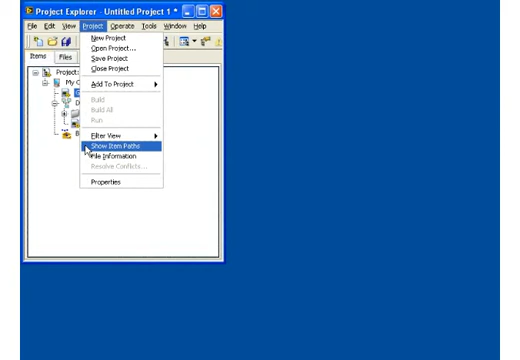 Project Explorer - Untitled Project 1 *
File Edit View Project Operate Tools Window Help
Items Files
Project:
My C
D
B
New Project
Open Project...
Save Project
Close Project
Add To Project
Build
Build All
Run
Filter View
Show Item Paths
File Information
Resolve Conflicts...
Properties